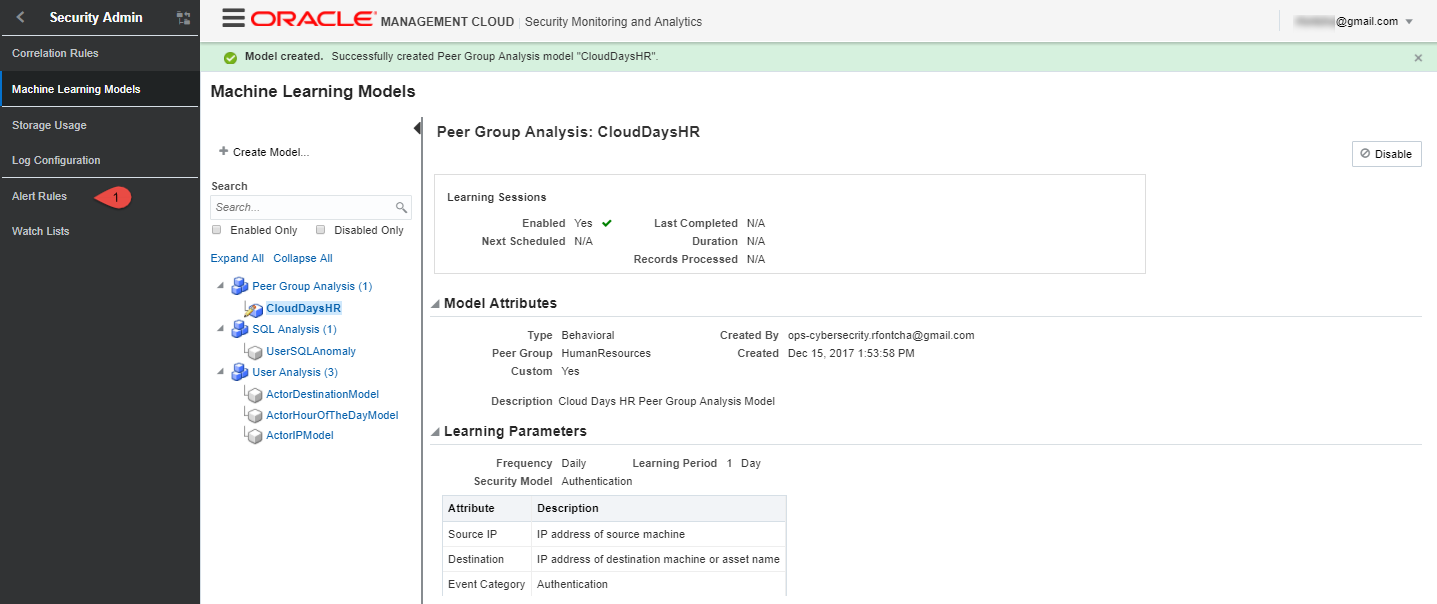 Security Admin
Correlation Rules
Machine Learning Models
Storage Usage
Log Configuration
Alert Rules
1
Watch Lists
ORACLE MANAGEMENT CLOUD Security Monitoring and Analytics
@gmail.com
Model created. Successfully created Peer Group Analysis model "CloudDaysHR".
Machine Learning Models
Create Model...
Search
Search...
Enabled Only Disabled Only
Expand All Collapse All
Peer Group Analysis (1)
CloudDaysHR
SQL Analysis (1)
UserSQLAnomaly
User Analysis (3)
ActorDestinationModel
ActorHourOfTheDayModel
ActorIPModel
Peer Group Analysis: CloudDaysHR
Disable
Learning Sessions
Enabled Yes Last Completed N/A
Next Scheduled N/A Duration N/A
Records Processed N/A
Model Attributes
Type Behavioral Created By ops-cybersecrity.rfontcha@gmail.com
Peer Group HumanResources Created Dec 15, 2017 1:53:58 PM
Custom Yes
Description Cloud Days HR Peer Group Analysis Model
Learning Parameters
Frequency Daily Learning Period 1 Day
Security Model Authentication
Attribute Description
Source IP IP address of source machine
Destination IP address of destination machine or asset name
Event Category Authentication